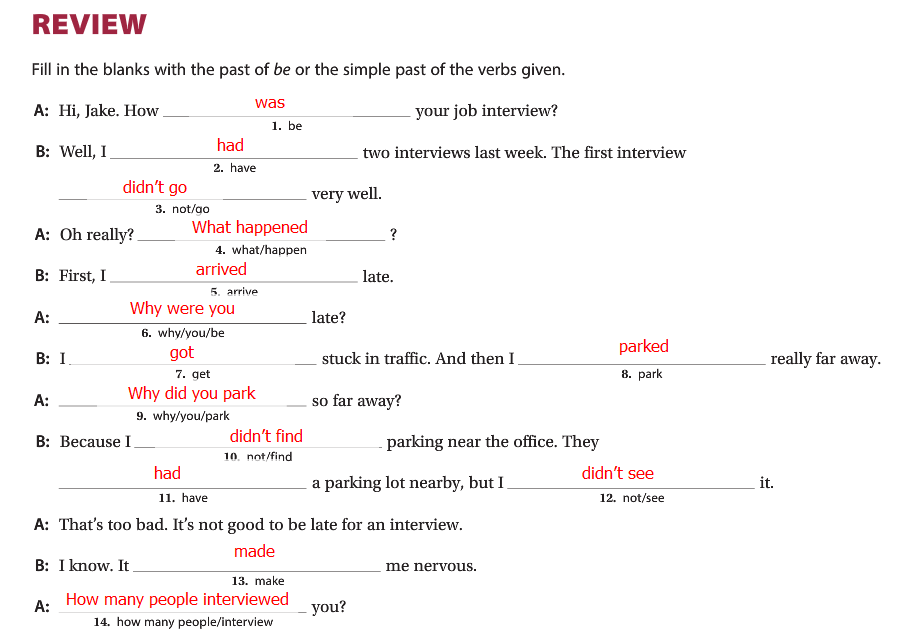 REVIEW
Fill in the blanks with the past of be or the simple past of the verbs given.
A: Hi, Jake. How was your job interview?
1. be
B: Well, I had two interviews last week. The first interview
2. have
didn't go very well.
3. not/go
A: Oh really? What happened ?
4. what/happen
B: First, I arrived late.
5. arrive
A: Why were you late?
6. why/you/be
B: I got stuck in traffic. And then I parked really far away.
7. get 8. park
A: Why did you park so far away?
9. why/you/park
B: Because I didn't find parking near the office. They
10. not/find
had a parking lot nearby, but I didn't see it.
11. have 12. not/see
A: That's too bad. It's not good to be late for an interview.
B: I know. It made me nervous.
13. make
A: How many people interviewed you?
14. how many people/interview